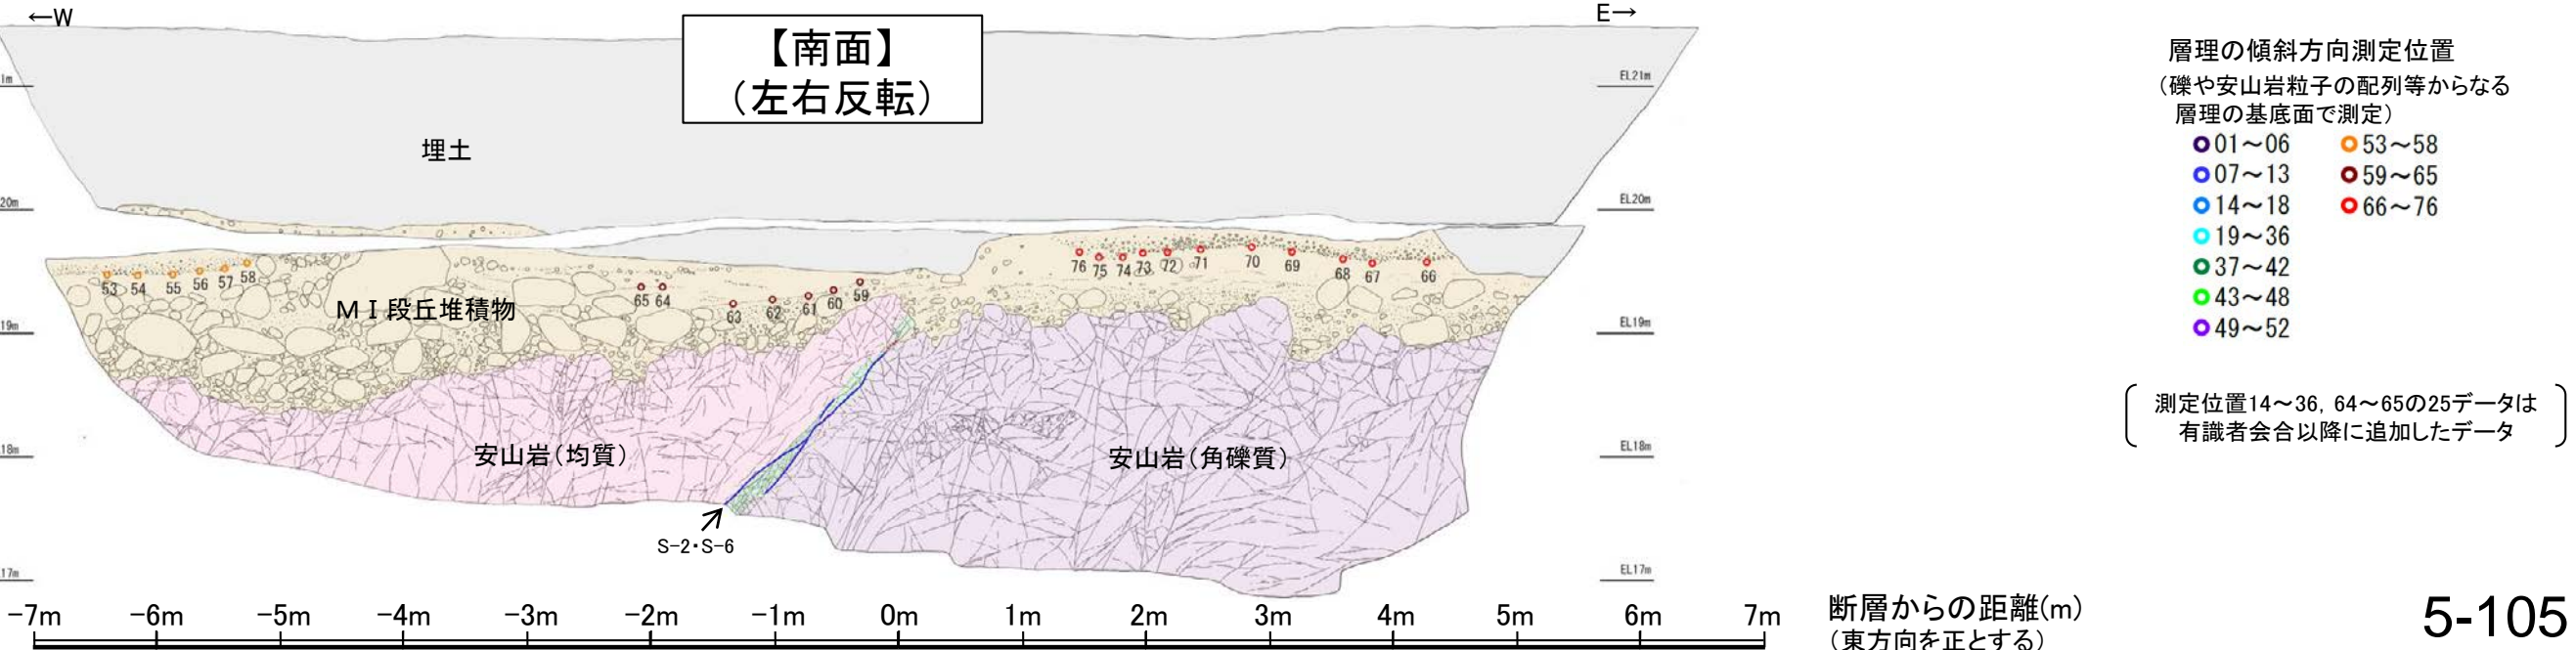 ←W
E→
【南面】
（左右反転）
1m
EL21m
埋土
20m
EL20m
53 54 55 56 57 58
65 64 63 62 61 60 59
76 75 74 73 72 71 70 69 68 67 66
ＭⅠ段丘堆積物
19m
EL19m
安山岩（均質）
安山岩（角礫質）
18m
EL18m
S-2・S-6
17m
EL17m
-7m -6m -5m -4m -3m -2m -1m 0m 1m 2m 3m 4m 5m 6m 7m
断層からの距離(m)
（東方向を正とする）
層理の傾斜方向測定位置
（礫や安山岩粒子の配列等からなる
層理の基底面で測定）
01～06
07～13
14～18
19～36
37～42
43～48
49～52
53～58
59～65
66～76
測定位置14～36，64～65の25データは
有識者会合以降に追加したデータ
5-105